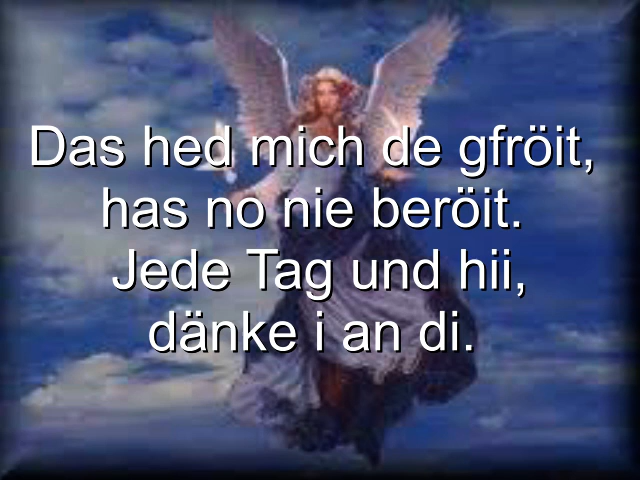 Das hed mich de gfröit,
has no nie beröit.
Jede Tag und hii,
dänke i an di.